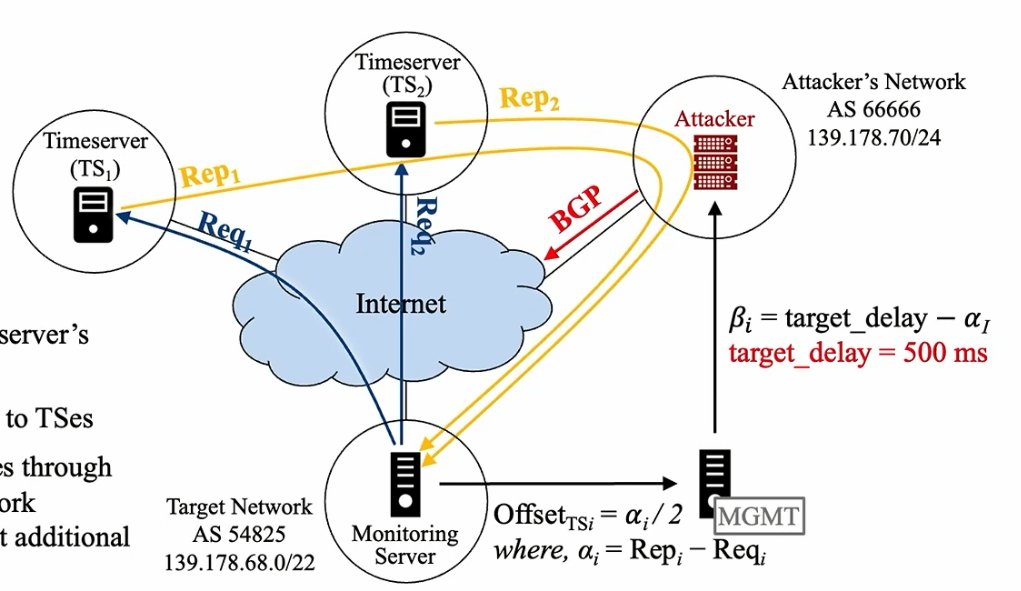 Timeserver
(TS₂)
Rep₂
Attacker's Network
AS 66666
139.178.70/24
Attacker
Timeserver
(TS₁)
Rep₁
BGP
Req₁
Req₂
Internet
server's
βᵢ = target_delay − α_I
target_delay = 500 ms
to TSes
es through
ork
t additional
Target Network
AS 54825
139.178.68.0/22
Monitoring
Server
Offset_TSi = αᵢ / 2
where, αᵢ = Repᵢ − Reqᵢ
MGMT